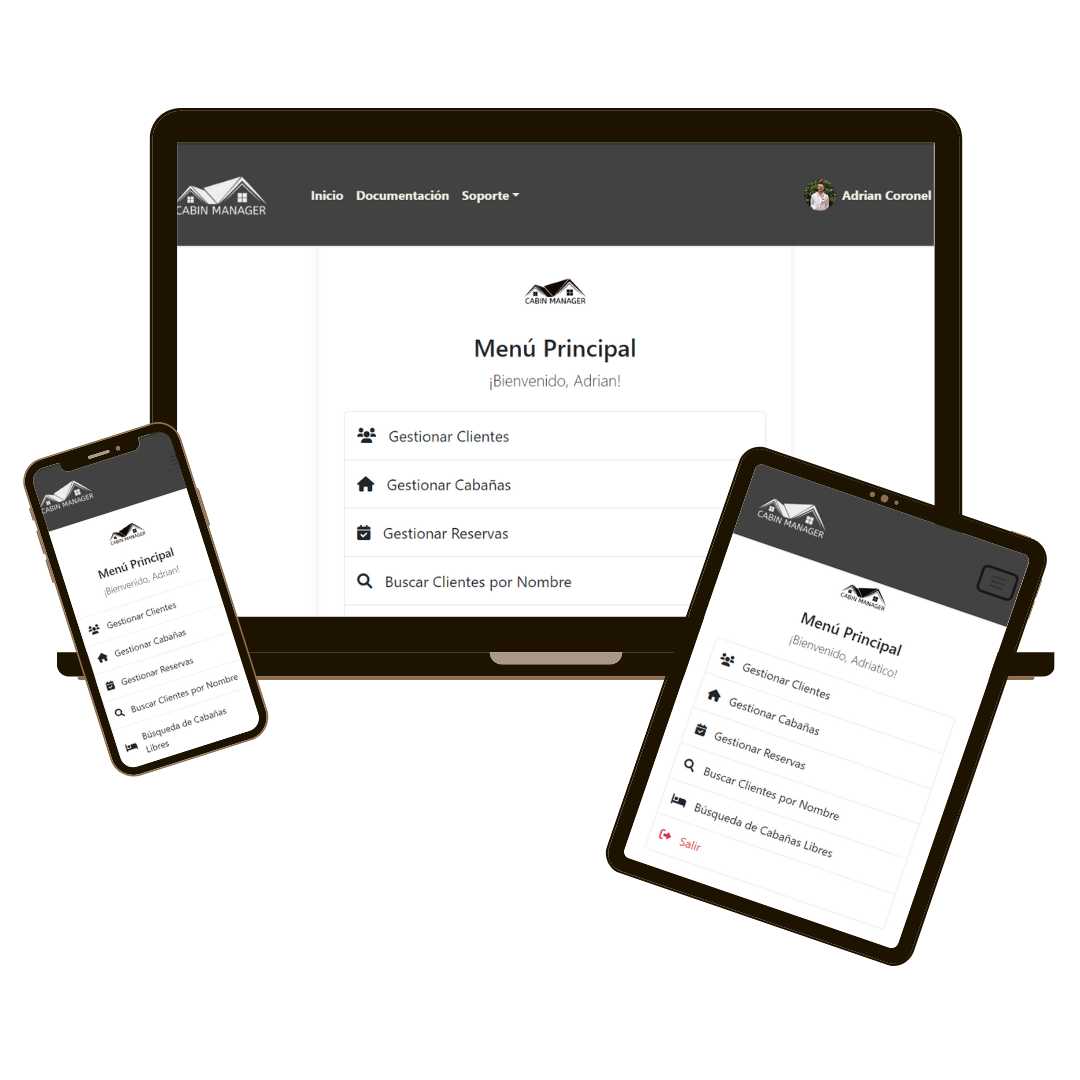 CABIN MANAGER
Inicio Documentación Soporte
Adrian Coronel
CABIN MANAGER
Menú Principal
¡Bienvenido, Adrian!
Gestionar Clientes
Gestionar Cabañas
Gestionar Reservas
Buscar Clientes por Nombre
CABIN MANAGER
CABIN MANAGER
Menú Principal
¡Bienvenido, Adrian!
Gestionar Clientes
Gestionar Cabañas
Gestionar Reservas
Buscar Clientes por Nombre
Búsqueda de Cabañas
Libres
CABIN MANAGER
CABIN MANAGER
Menú Principal
¡Bienvenido, Adriatico!
Gestionar Clientes
Gestionar Cabañas
Gestionar Reservas
Buscar Clientes por Nombre
Búsqueda de Cabañas Libres
Salir